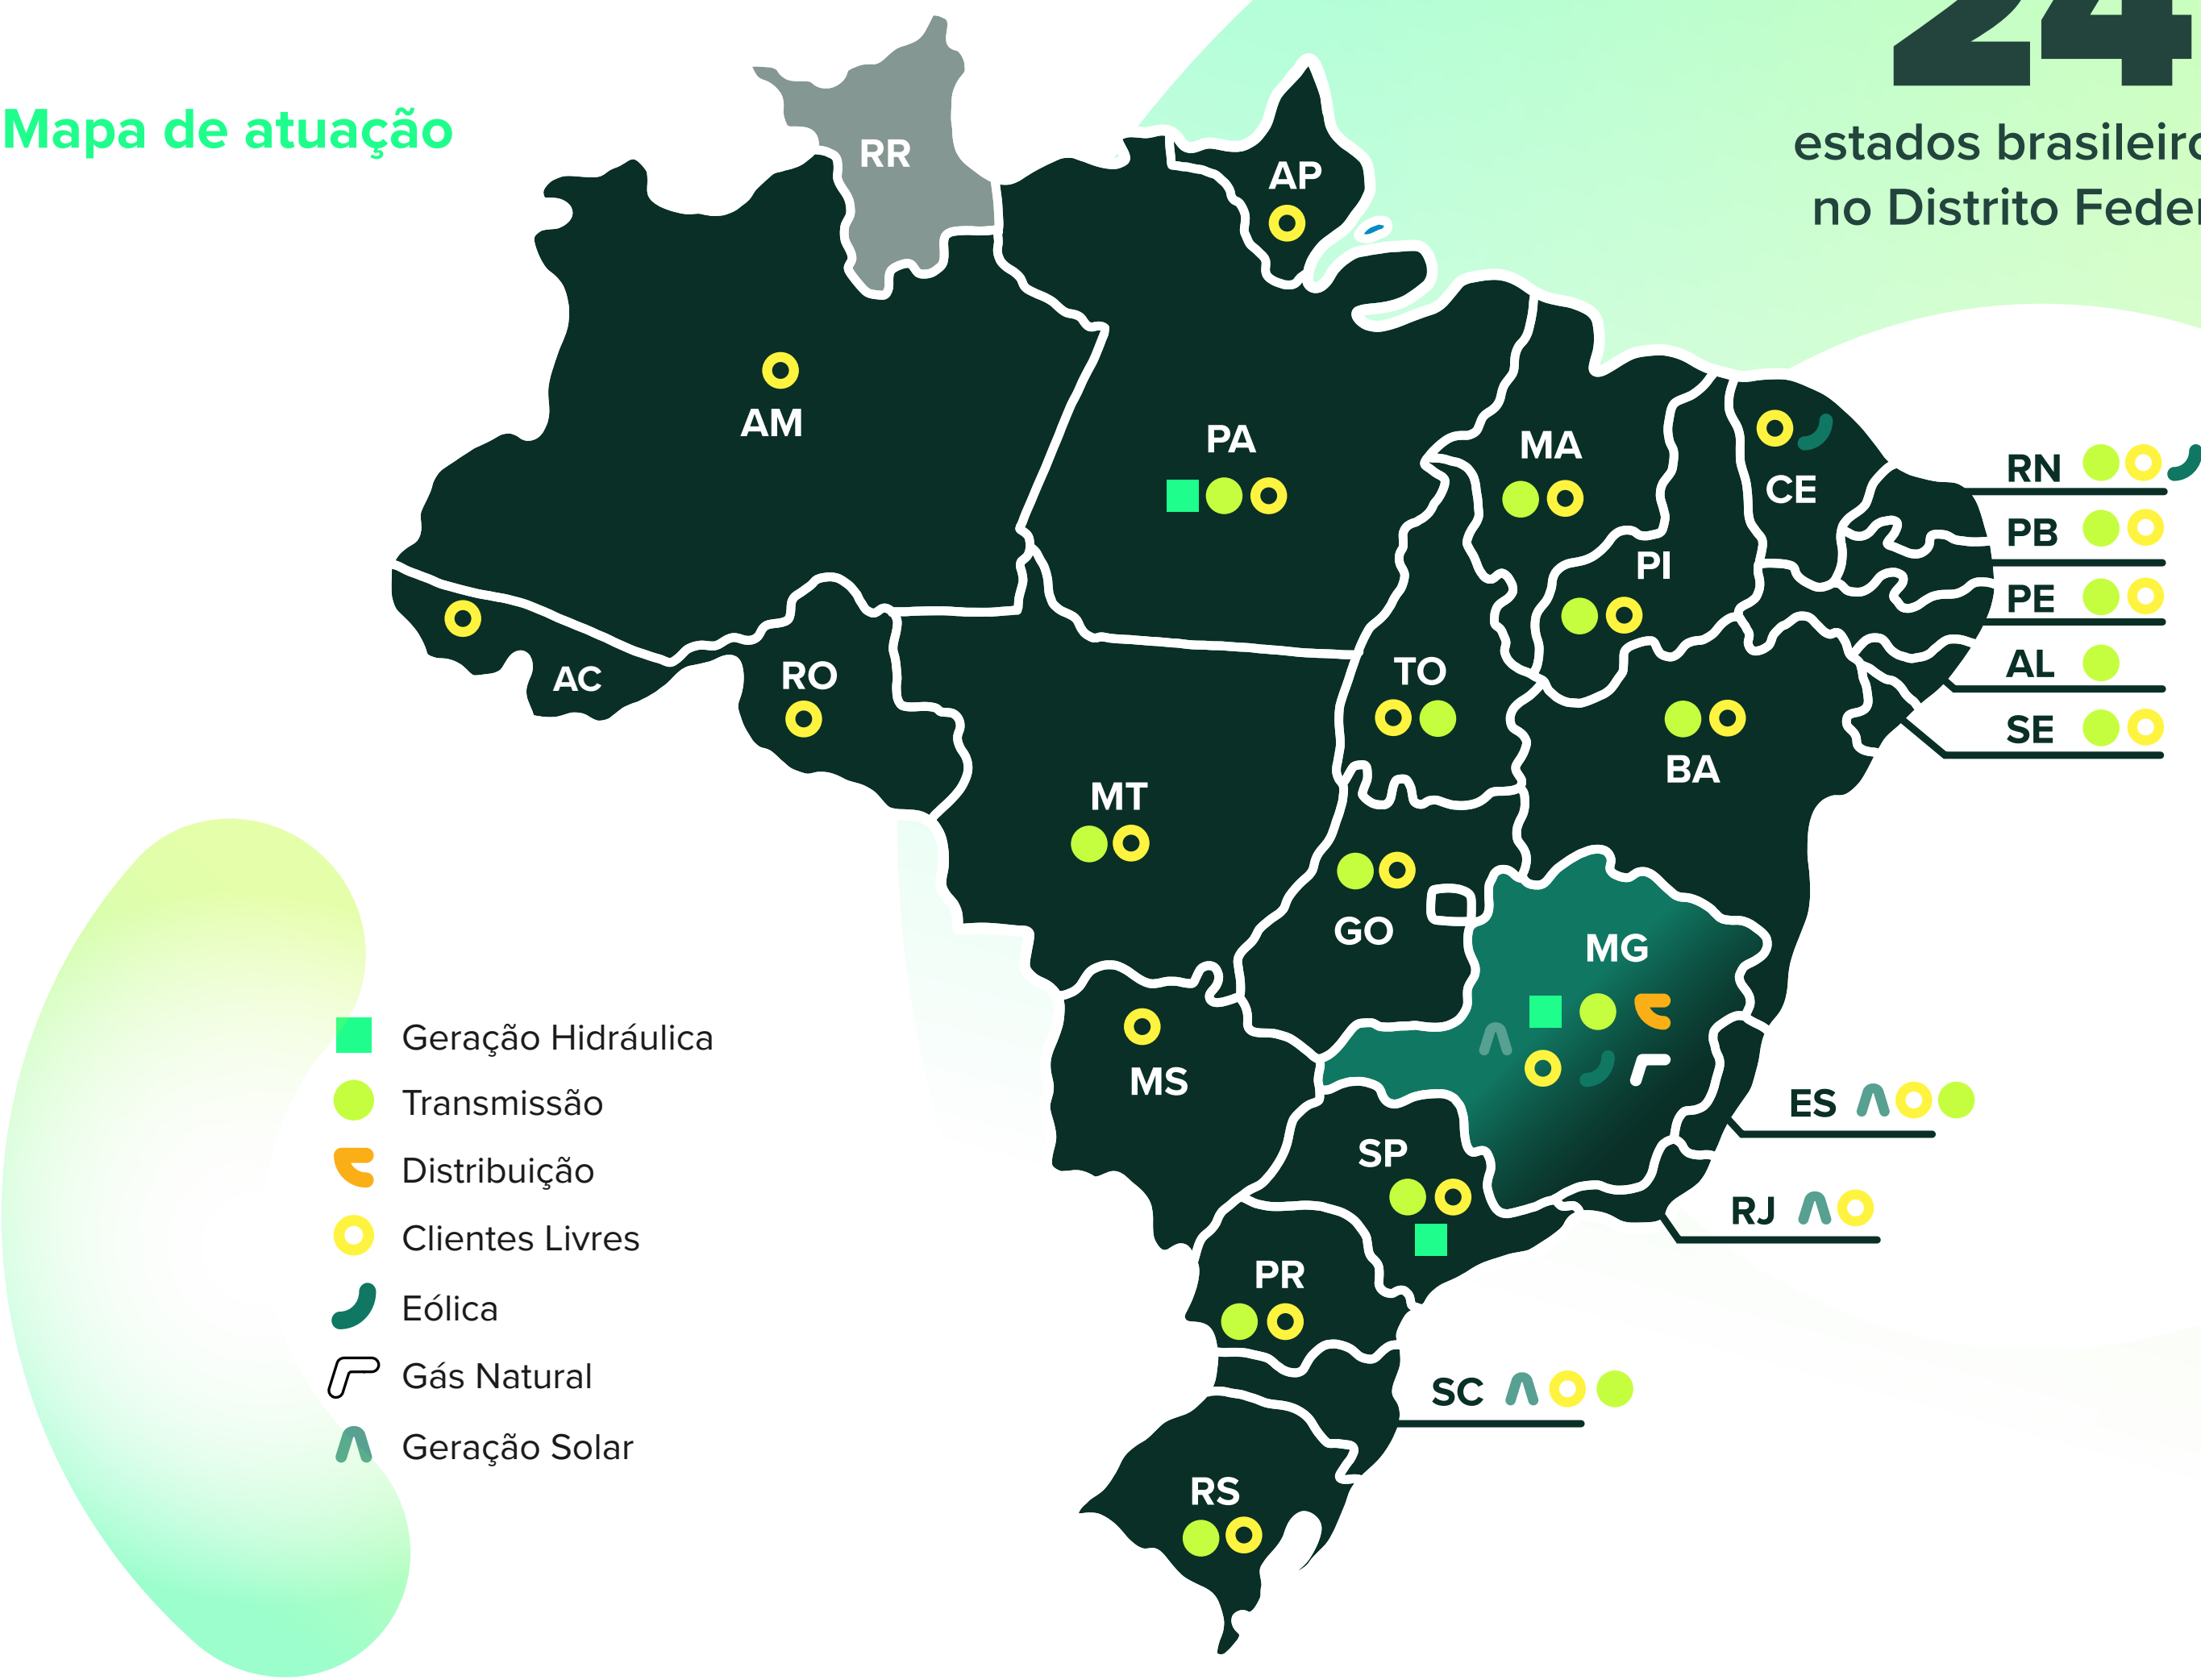 24
Mapa de atuação
estados brasileiro
no Distrito Feder
RR
AP
AM
PA
MA
CE
RN
PB
PI
PE
AL
TO
RO
AC
SE
BA
MT
GO
MG
Geração Hidráulica
MS
Transmissão
ES
SP
Distribuição
RJ
Clientes Livres
PR
Eólica
Gás Natural
SC
Geração Solar
RS